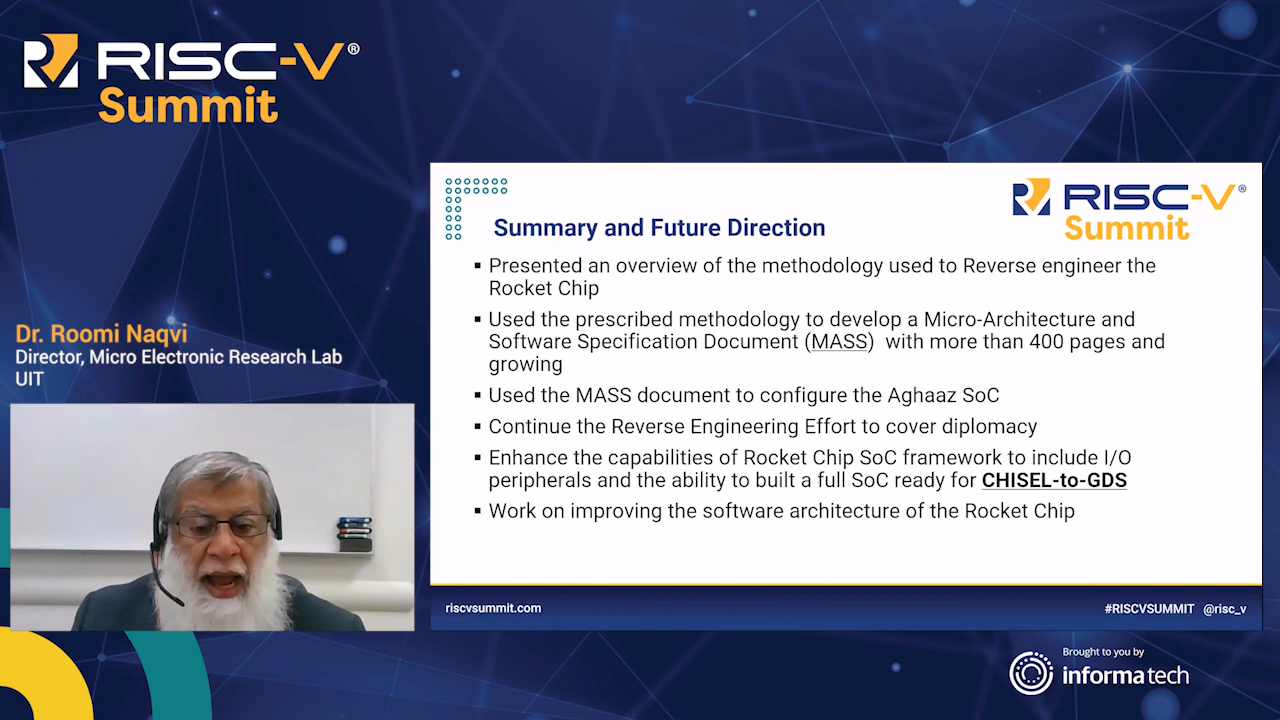 RISC-V®
Summit
Dr. Roomi Naqvi
Director, Micro Electronic Research Lab
UIT
RISC-V®
Summit
Summary and Future Direction
▪ Presented an overview of the methodology used to Reverse engineer the
Rocket Chip
▪ Used the prescribed methodology to develop a Micro-Architecture and
Software Specification Document (MASS) with more than 400 pages and
growing
▪ Used the MASS document to configure the Aghaaz SoC
▪ Continue the Reverse Engineering Effort to cover diplomacy
▪ Enhance the capabilities of Rocket Chip SoC framework to include I/O
peripherals and the ability to built a full SoC ready for CHISEL-to-GDS
▪ Work on improving the software architecture of the Rocket Chip
riscvsummit.com
#RISCVSUMMIT @risc_v
Brought to you by
informa tech